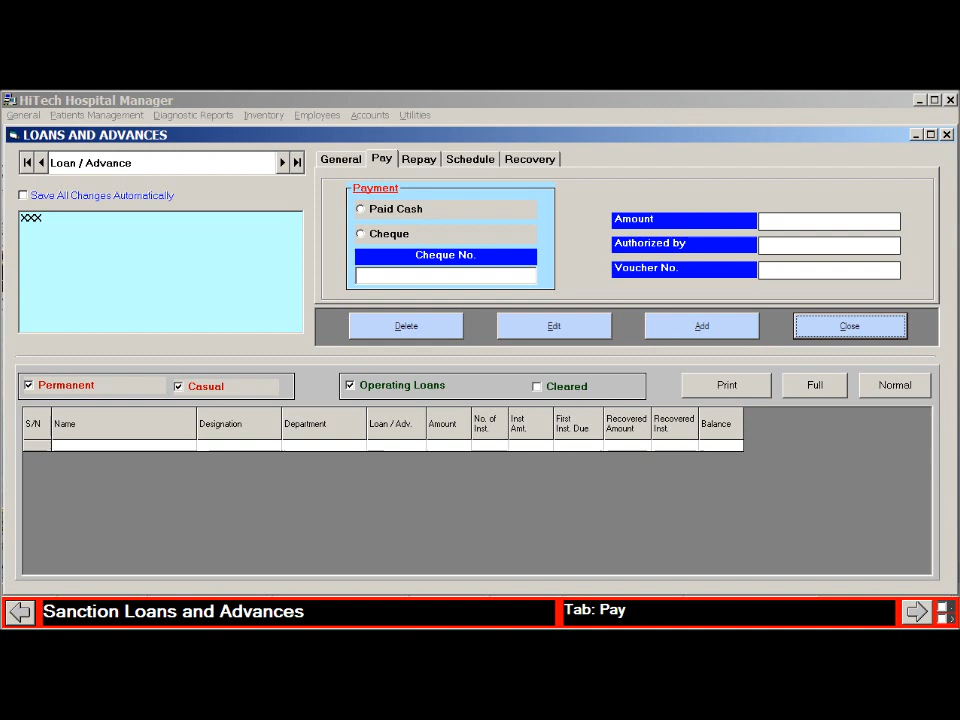 HiTech Hospital Manager
General Patients Management Diagnostic Reports Inventory Employees Accounts Utilities
LOANS AND ADVANCES
Loan / Advance
General Pay Repay Schedule Recovery
Save All Changes Automatically
XXX
Payment
Paid Cash
Cheque
Cheque No.
Amount
Authorized by
Voucher No.
Delete Edit Add Close
Permanent Casual Operating Loans Cleared Print Full Normal
S/N Name Designation Department Loan / Adv. Amount No. of Inst. Inst Amt. First Inst. Due Recovered Amount Recovered Inst. Balance
Sanction Loans and Advances Tab: Pay